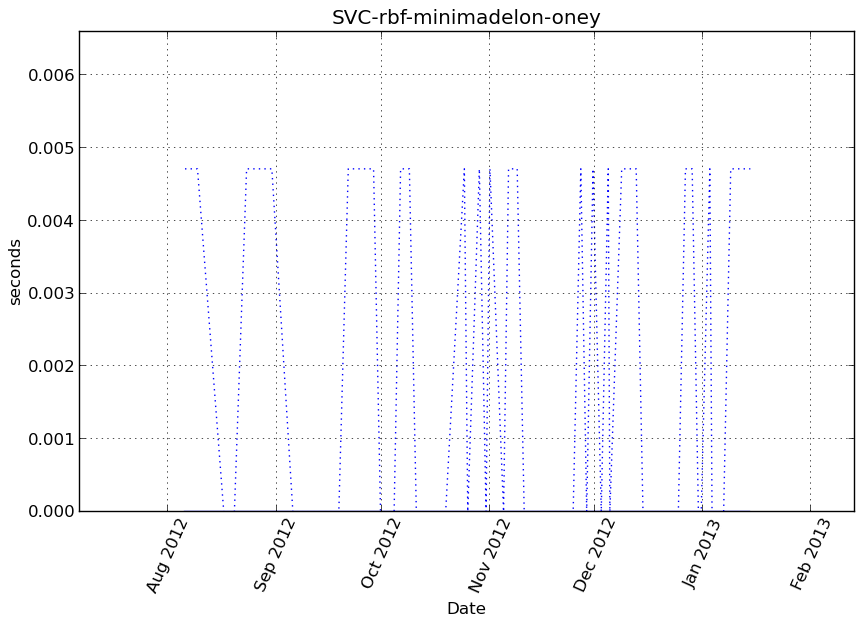 SVC-rbf-minimadelon-oney
0.006
0.005
0.004
0.003
0.002
0.001
0.000
seconds
Aug 2012
Sep 2012
Oct 2012
Nov 2012
Dec 2012
Jan 2013
Feb 2013
Date